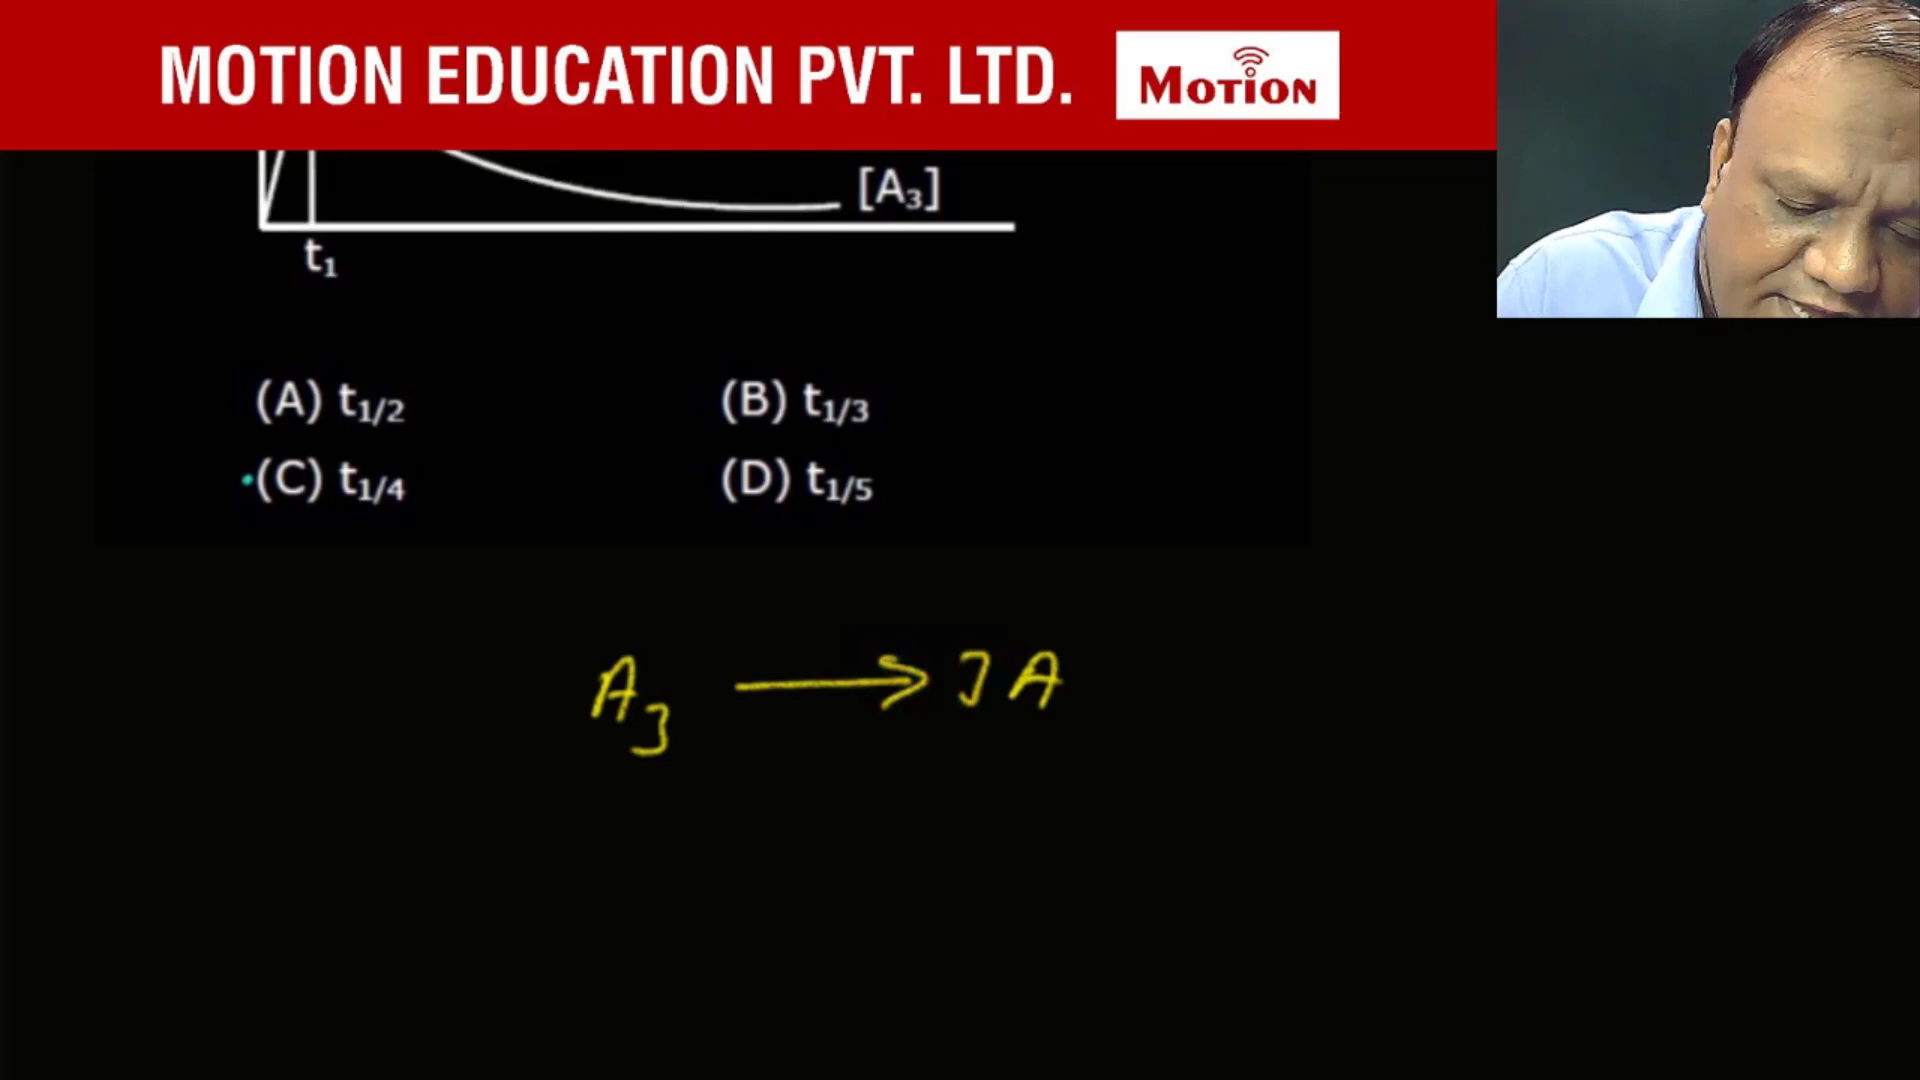 MOTION EDUCATION PVT. LTD.
MOTION
[A₃]
t₁
(A) t₁/₂ (B) t₁/₃
(C) t₁/₄ (D) t₁/₅
A₃ → 3A